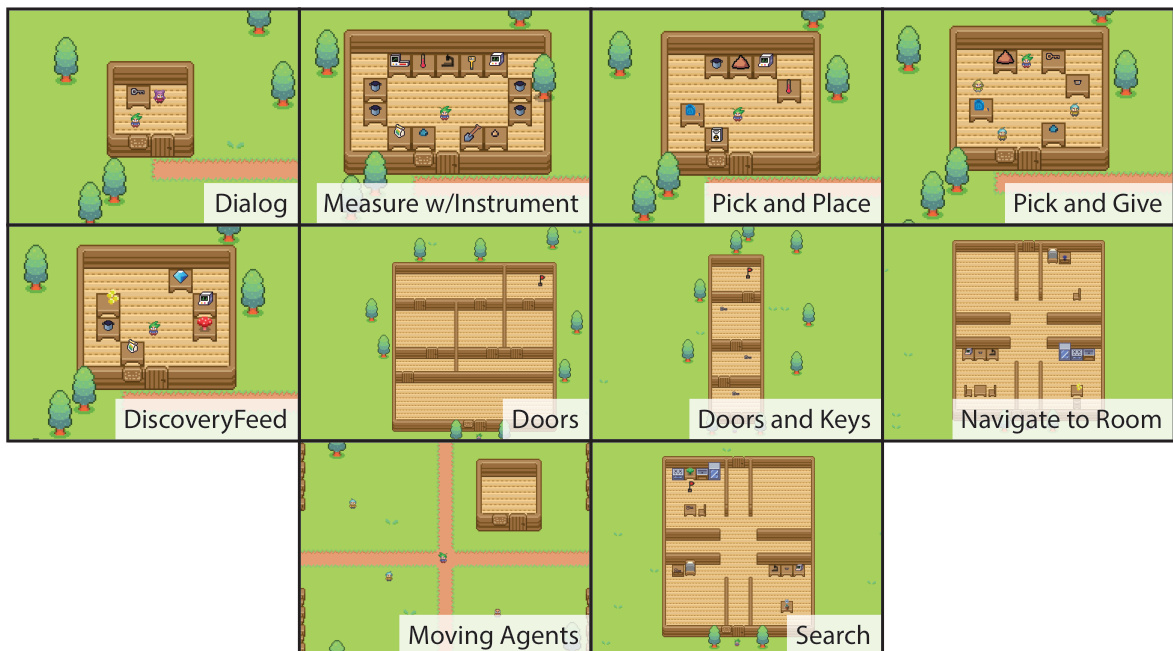 Dialog
Measure w/Instrument
Pick and Place
Pick and Give
DiscoveryFeed
Doors
Doors and Keys
Navigate to Room
Moving Agents
Search